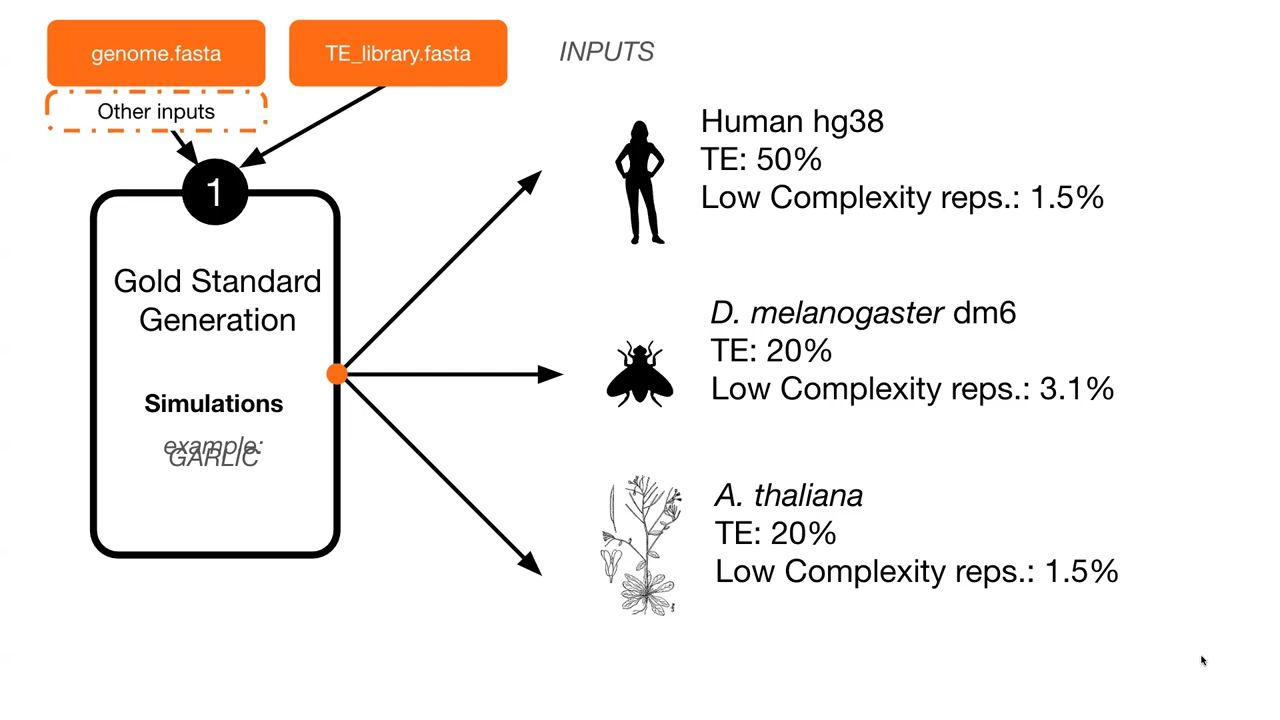 genome.fasta
TE_library.fasta
INPUTS
Other inputs
1
Gold Standard
Generation
Simulations
example:
GARLIC
Human hg38
TE: 50%
Low Complexity reps.: 1.5%
D. melanogaster dm6
TE: 20%
Low Complexity reps.: 3.1%
A. thaliana
TE: 20%
Low Complexity reps.: 1.5%